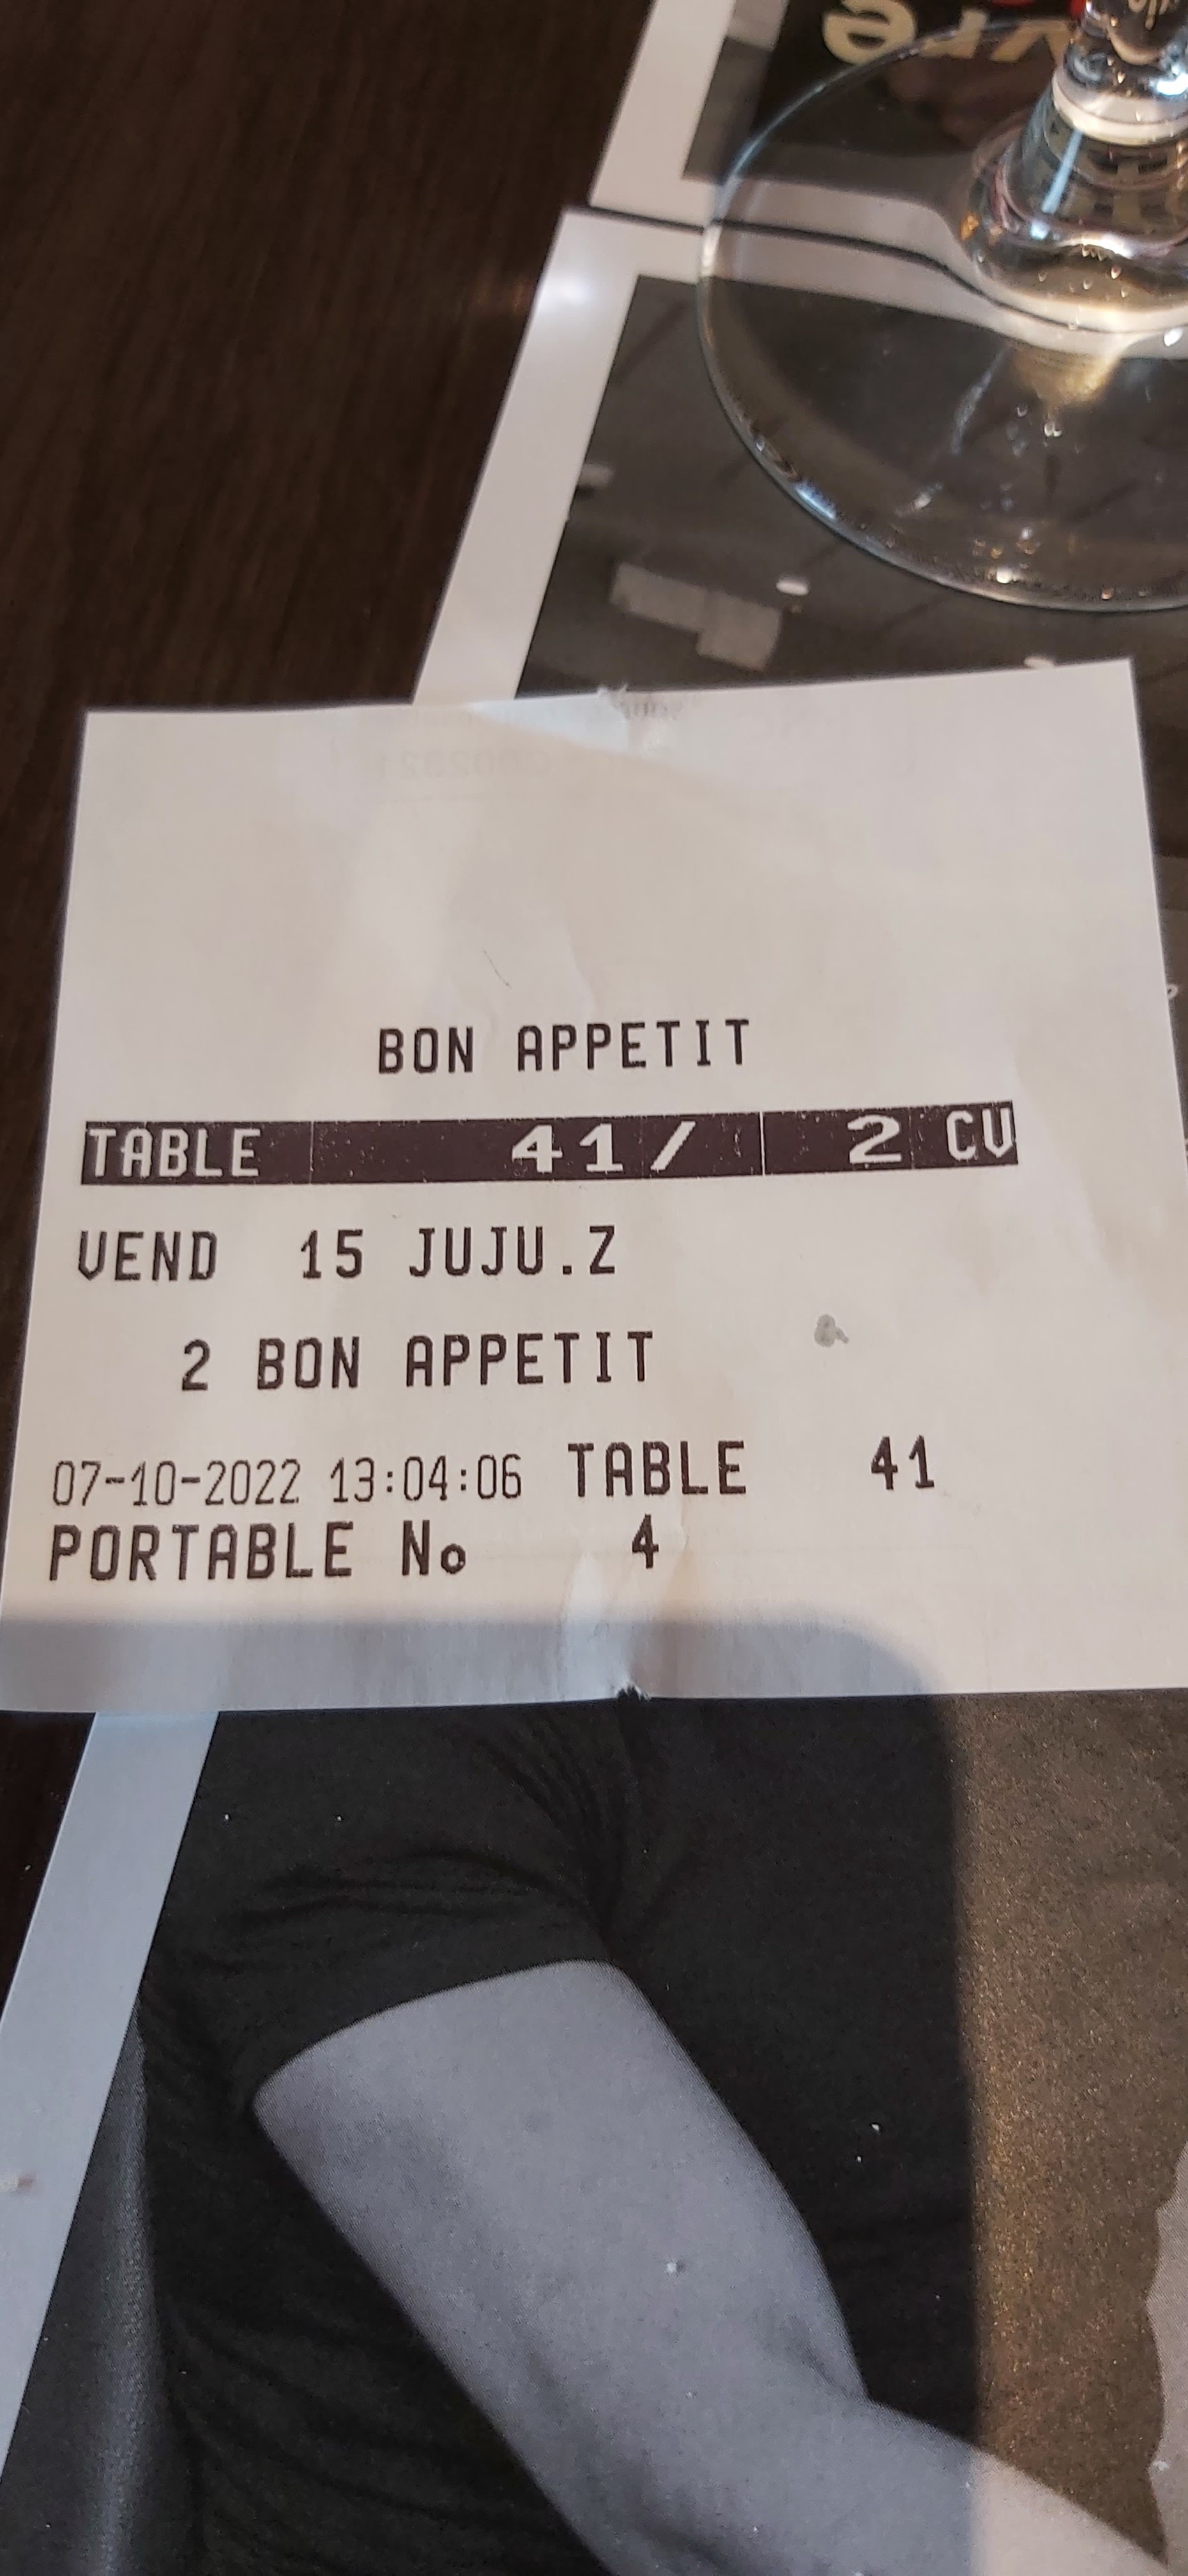 vre
BON APPETIT
TABLE 41/ 2 CV
VEND 15 JUJU.Z
2 BON APPETIT
07-10-2022 13:04:06 TABLE 41
PORTABLE No 4